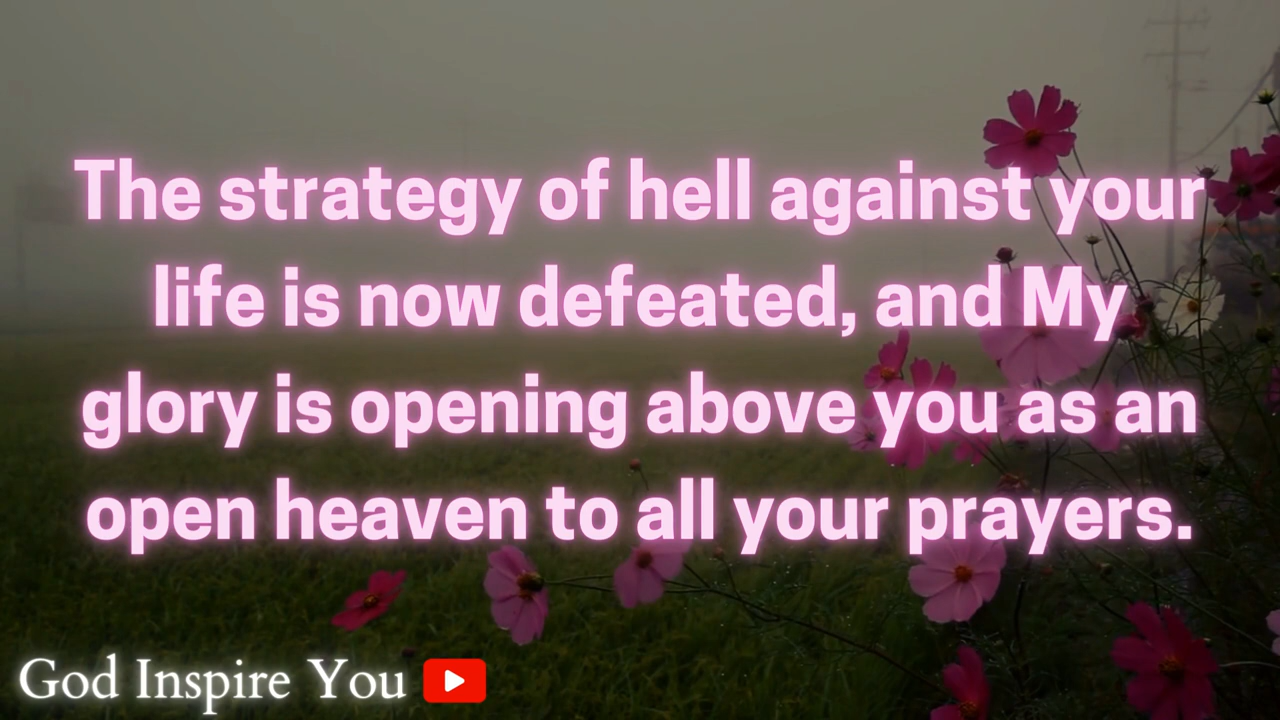 The strategy of hell against your
life is now defeated, and My
glory is opening above you as an
open heaven to all your prayers.
God Inspire You